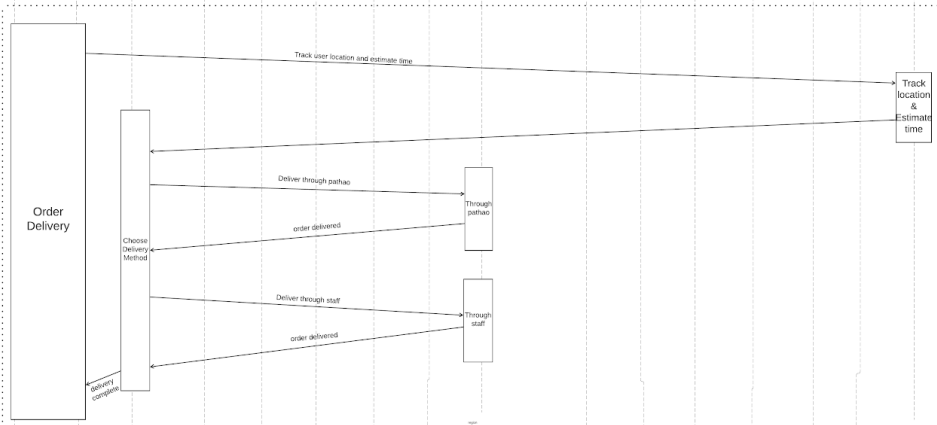 Track user location and estimate time
Track
location
&
Estimate
time
Deliver through pathao
Through
pathao
Order
Delivery
order delivered
Choose
Delivery
Method
Deliver through staff
Through
staff
order delivered
delivery
complete